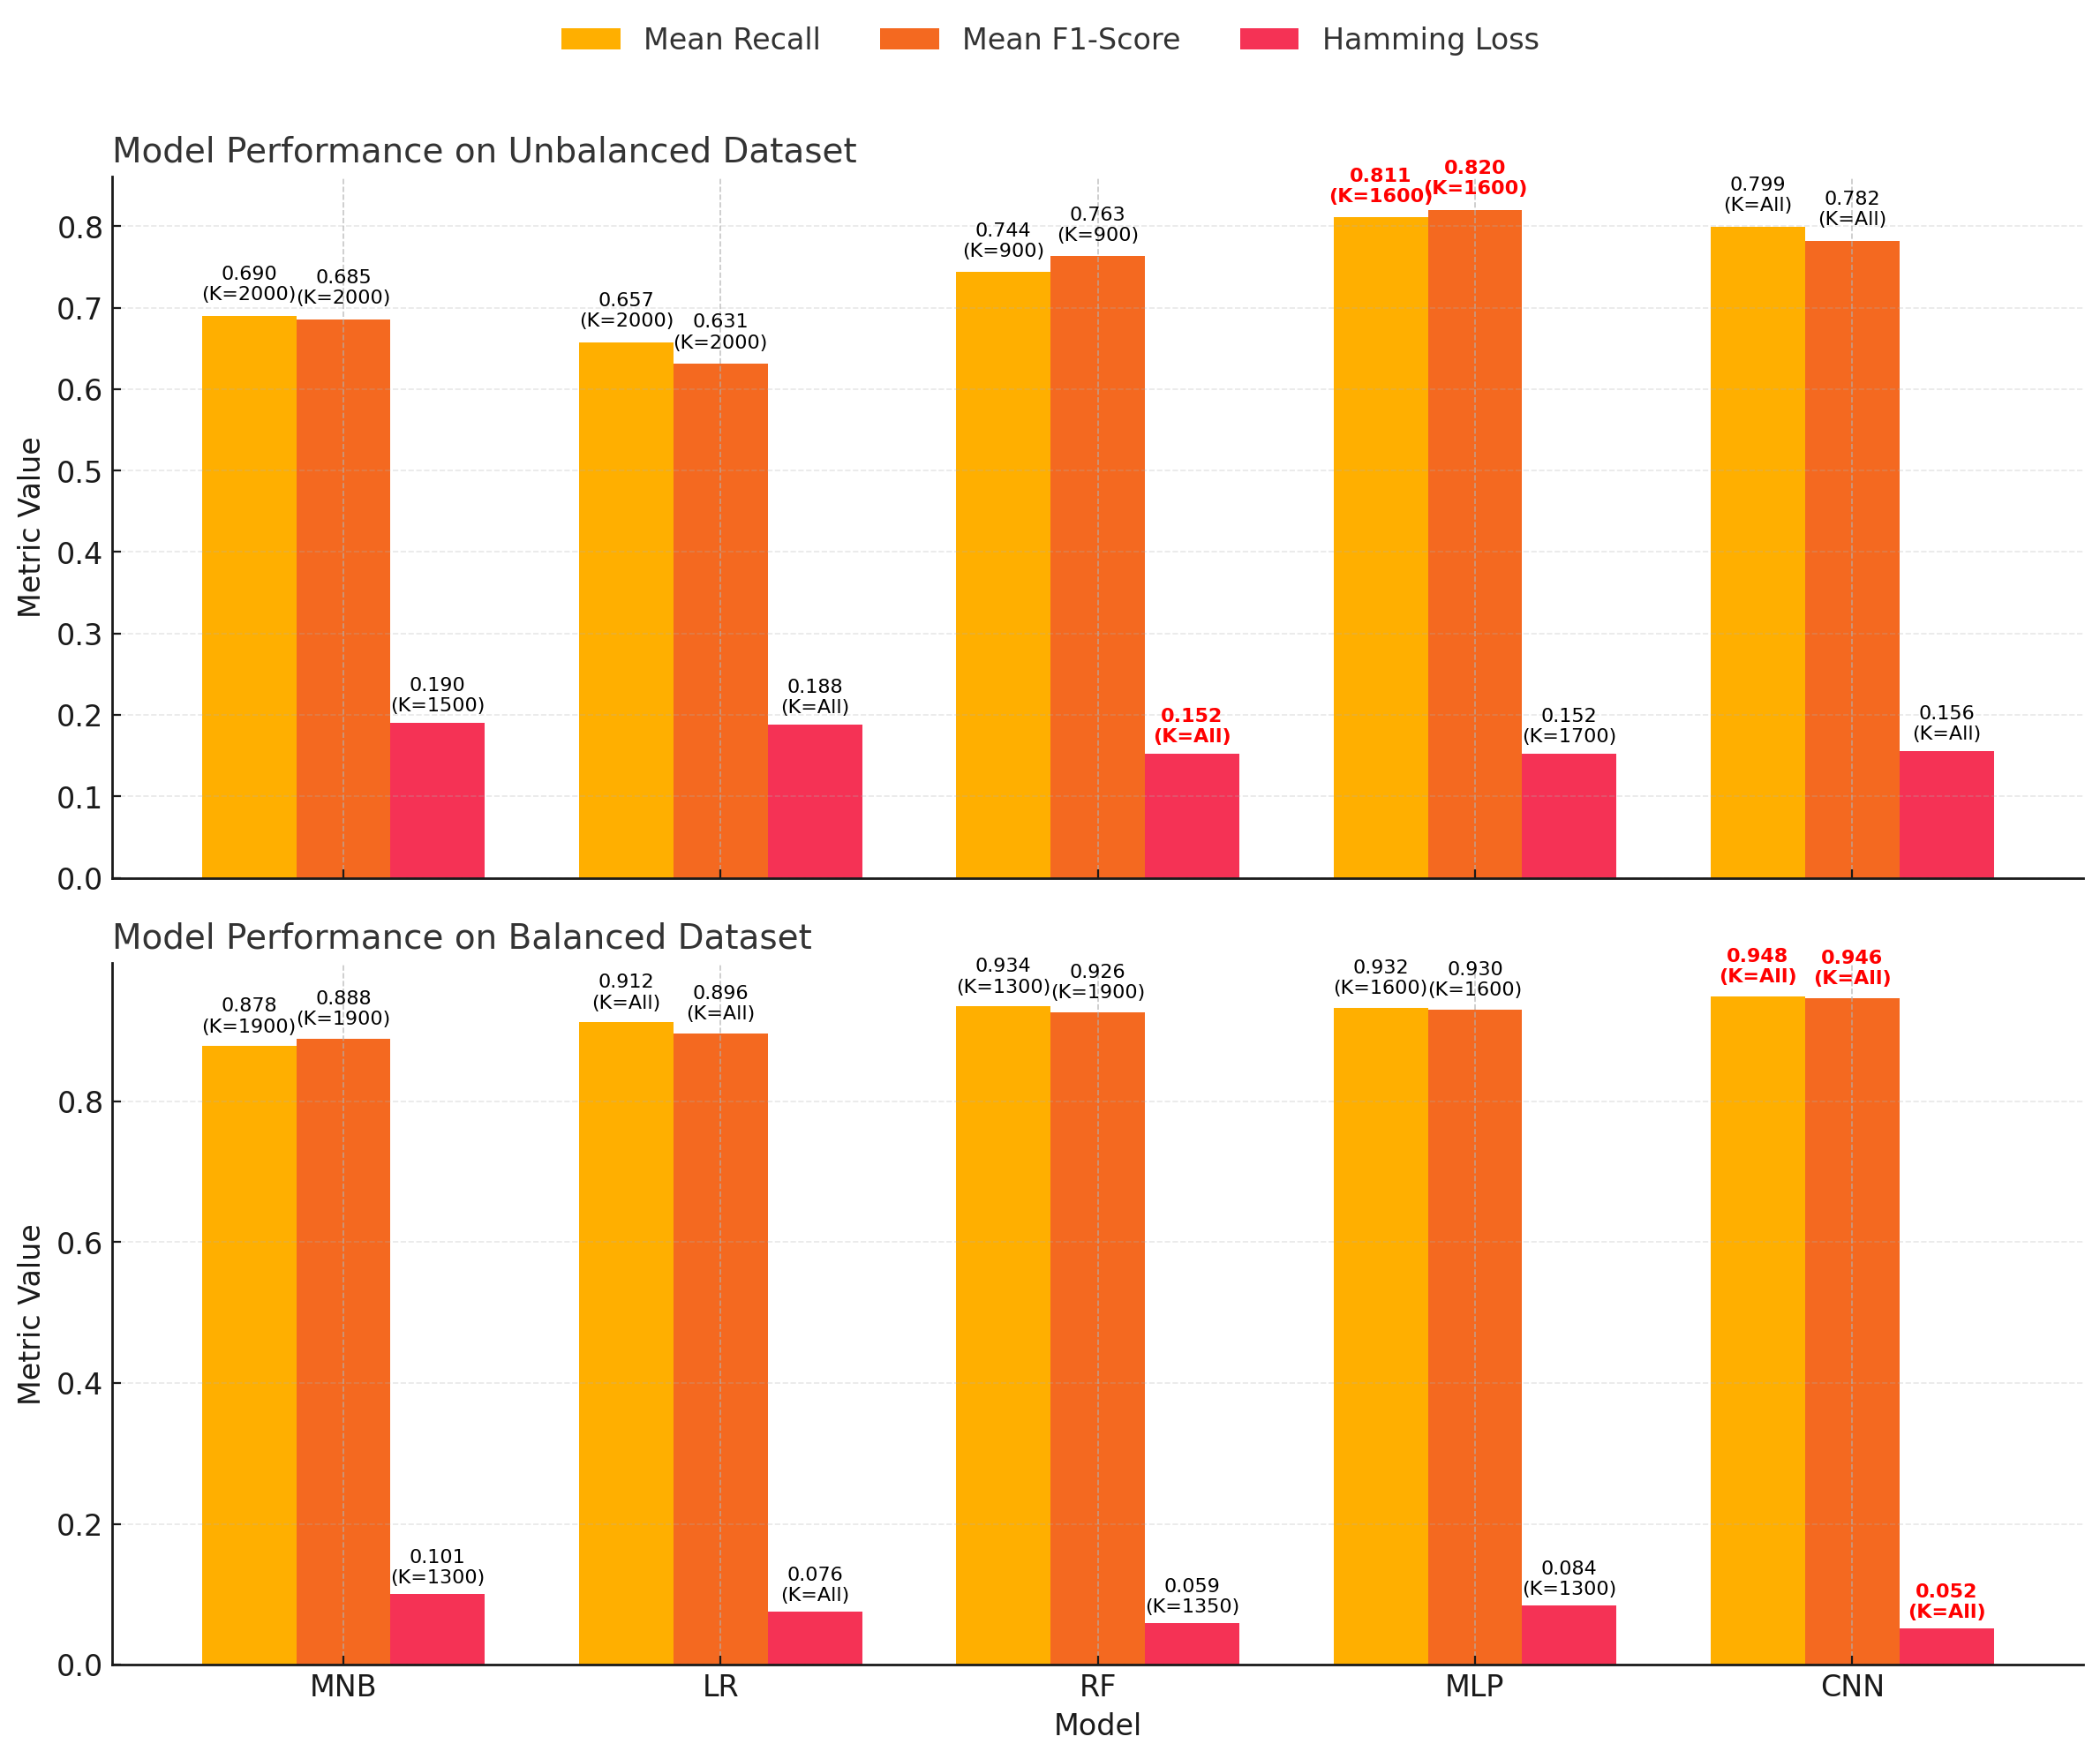 Mean Recall  Mean F1-Score  Hamming Loss
Model Performance on Unbalanced Dataset
Metric Value
0.8
0.7
0.6
0.5
0.4
0.3
0.2
0.1
0.0
0.690
(K=2000)
0.685
(K=2000)
0.190
(K=1500)
0.657
(K=2000)
0.631
(K=2000)
0.188
(K=All)
0.744
(K=900)
0.763
(K=900)
0.152
(K=All)
0.811
(K=1600)
0.820
(K=1600)
0.152
(K=1700)
0.799
(K=All)
0.782
(K=All)
0.156
(K=All)
Model Performance on Balanced Dataset
Metric Value
0.8
0.6
0.4
0.2
0.0
0.878
(K=1900)
0.888
(K=1900)
0.101
(K=1300)
0.912
(K=All)
0.896
(K=All)
0.076
(K=All)
0.934
(K=1300)
0.926
(K=1900)
0.059
(K=1350)
0.932
(K=1600)
0.930
(K=1600)
0.084
(K=1300)
0.948
(K=All)
0.946
(K=All)
0.052
(K=All)
MNB  LR  RF  MLP  CNN
Model